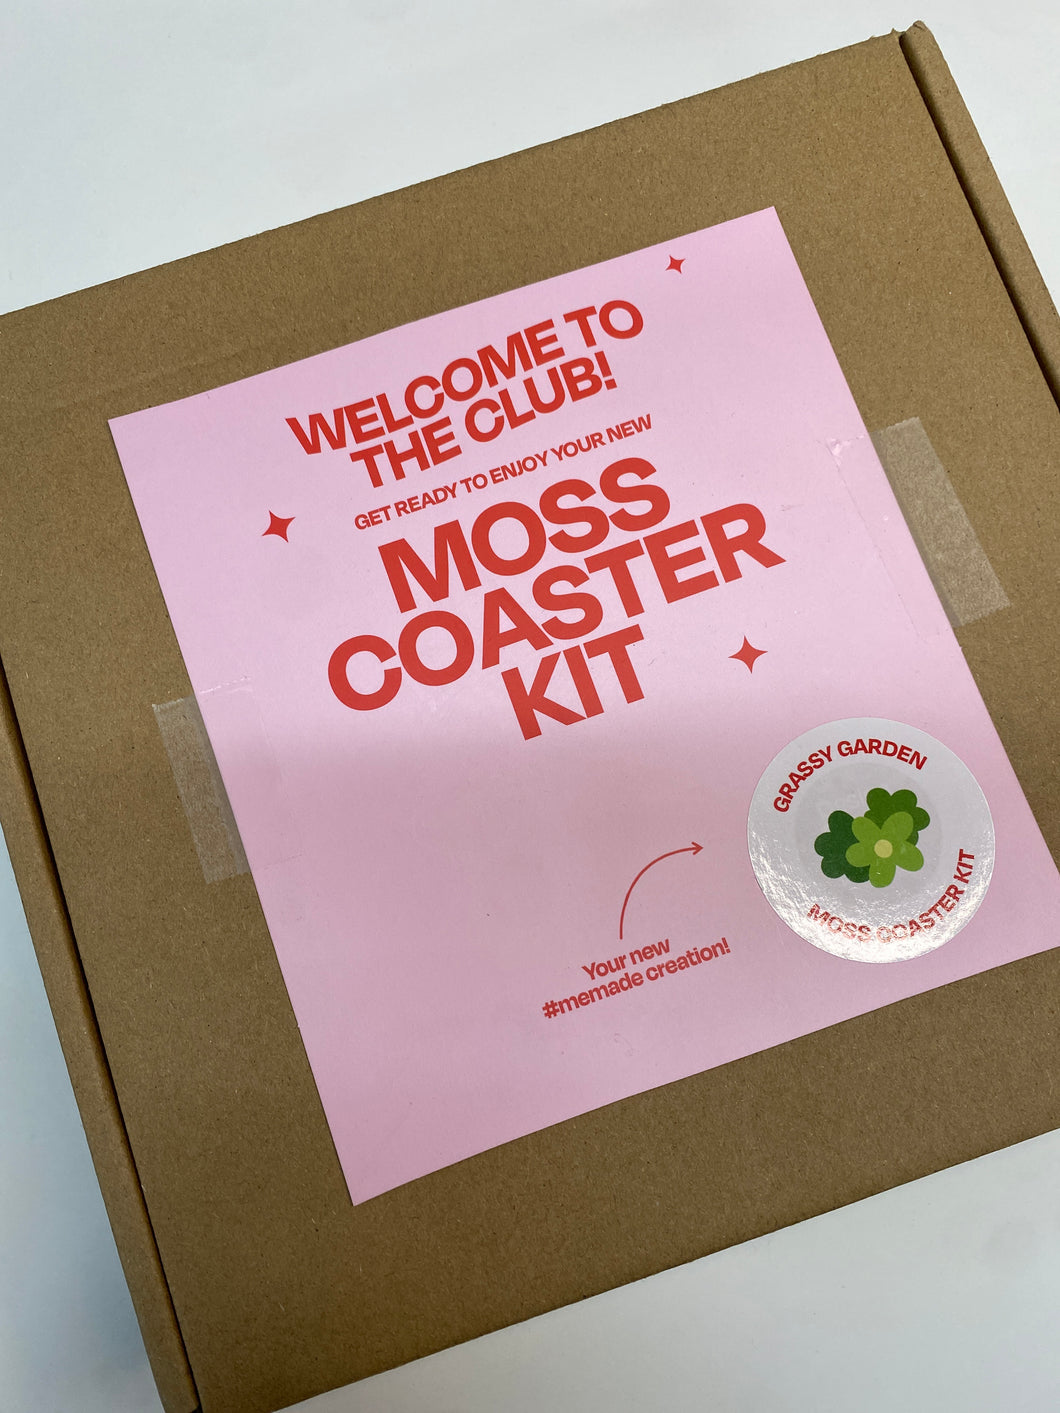 WELCOME TO
THE CLUB!
GET READY TO ENJOY YOUR NEW
MOSS
COASTER
KIT
GRASSY GARDEN
MOSS COASTER KIT
Your new
#memade creation!